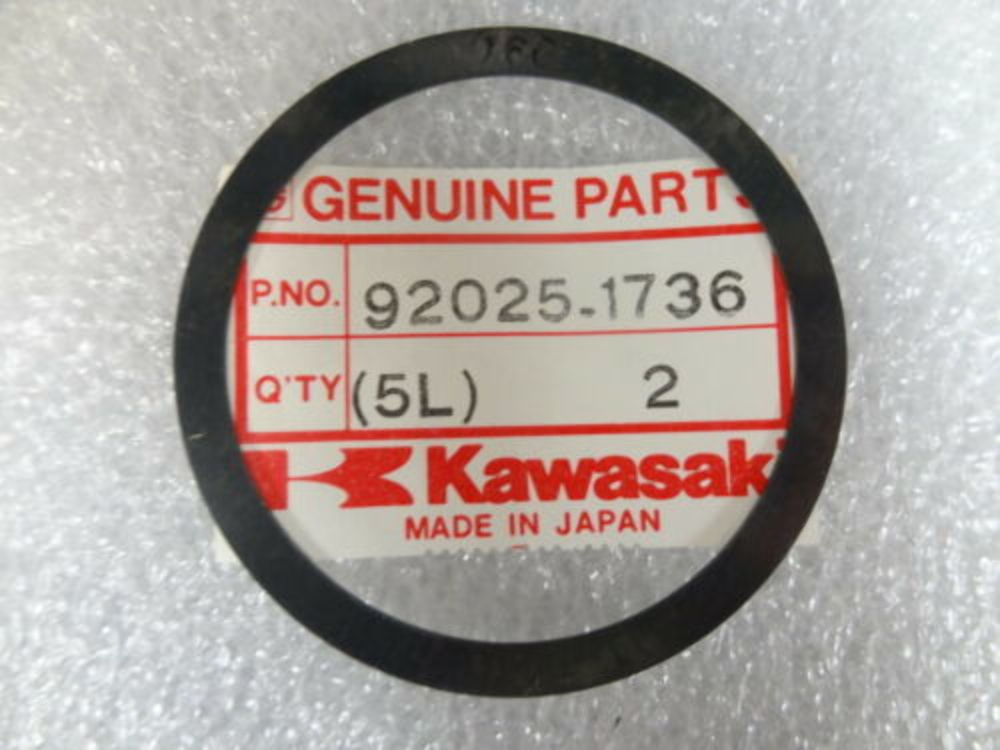 G GENUINE PARTS
P.NO. 92025-1736
Q'TY (5L) 2
Kawasaki
MADE IN JAPAN